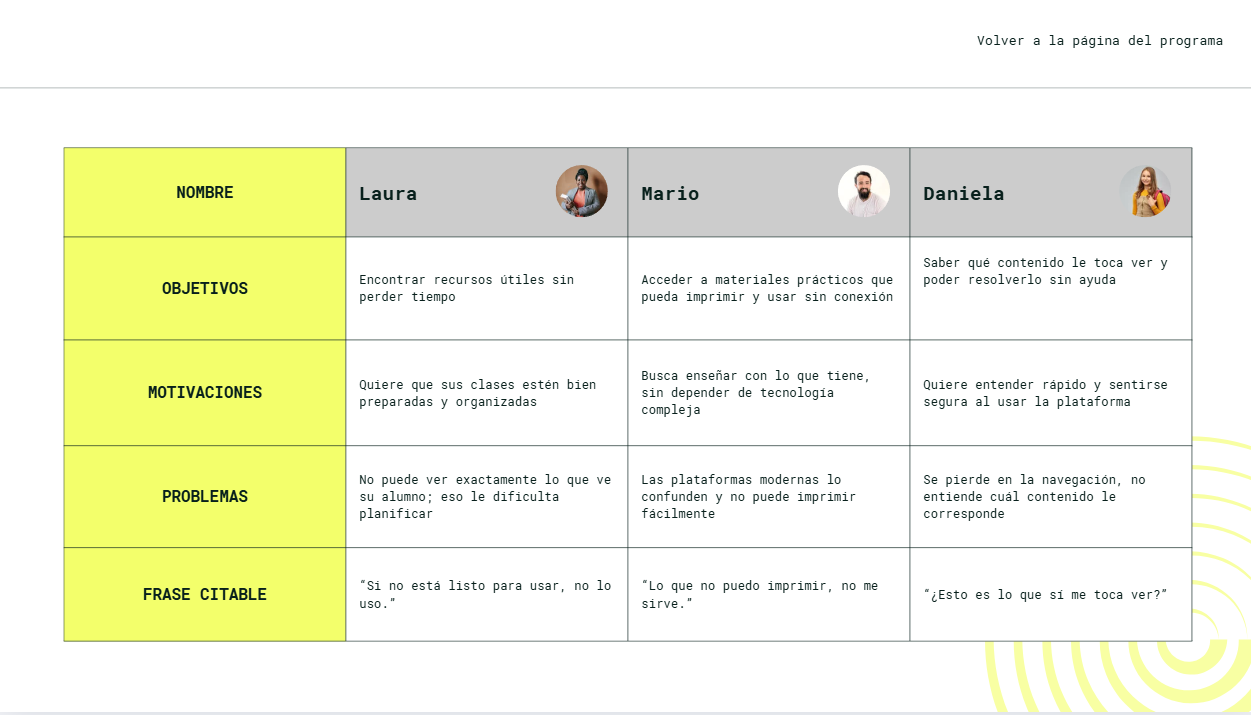 Volver a la página del programa
NOMBRE
Laura
Mario
Daniela
OBJETIVOS
Encontrar recursos útiles sin
perder tiempo
Acceder a materiales prácticos que
pueda imprimir y usar sin conexión
Saber qué contenido le toca ver y
poder resolverlo sin ayuda
MOTIVACIONES
Quiere que sus clases estén bien
preparadas y organizadas
Busca enseñar con lo que tiene,
sin depender de tecnología
compleja
Quiere entender rápido y sentirse
segura al usar la plataforma
PROBLEMAS
No puede ver exactamente lo que ve
su alumno; eso le dificulta
planificar
Las plataformas modernas lo
confunden y no puede imprimir
fácilmente
Se pierde en la navegación, no
entiende cuál contenido le
corresponde
FRASE CITABLE
“Si no está listo para usar, no lo
uso.”
“Lo que no puedo imprimir, no me
sirve.”
“¿Esto es lo que sí me toca ver?”